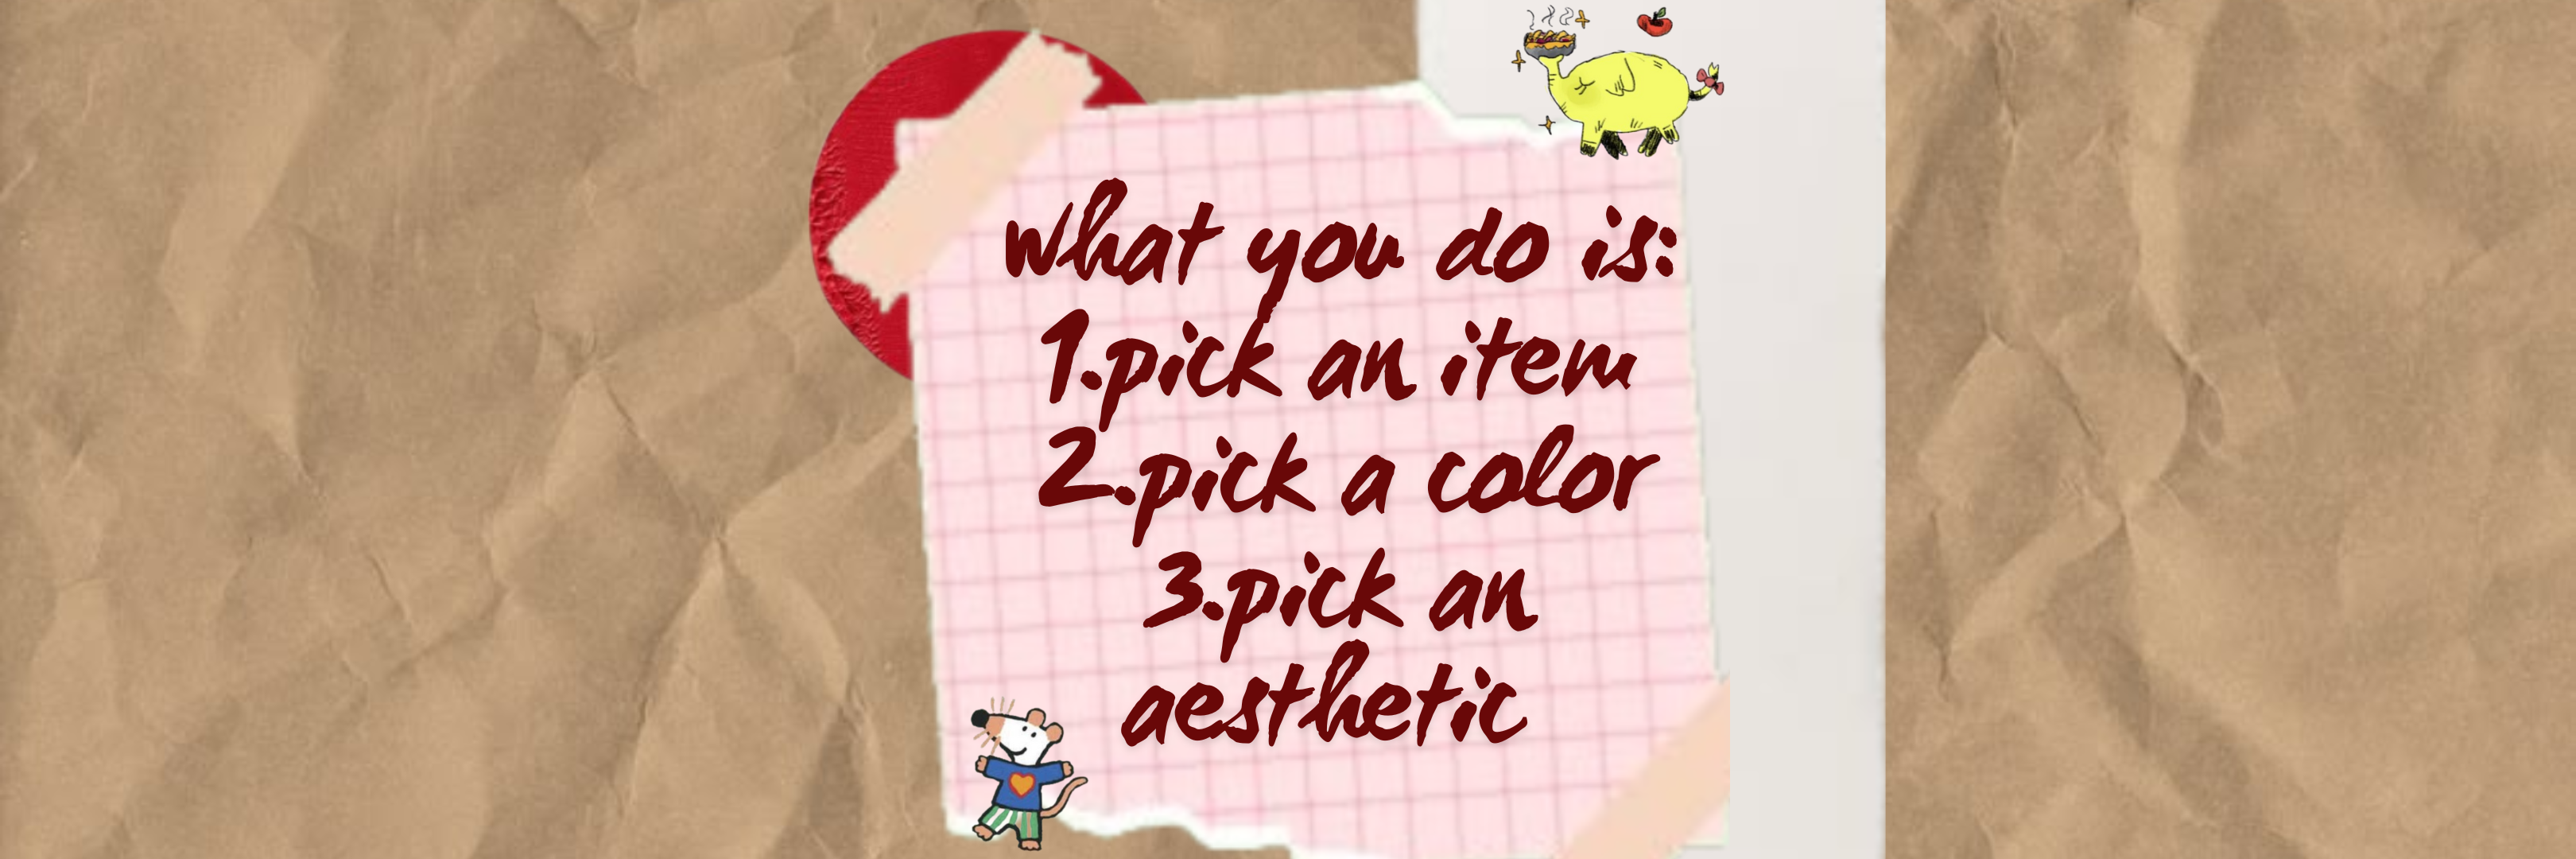 what you do is:
1.pick an item
2.pick a color
3.pick an
aesthetic